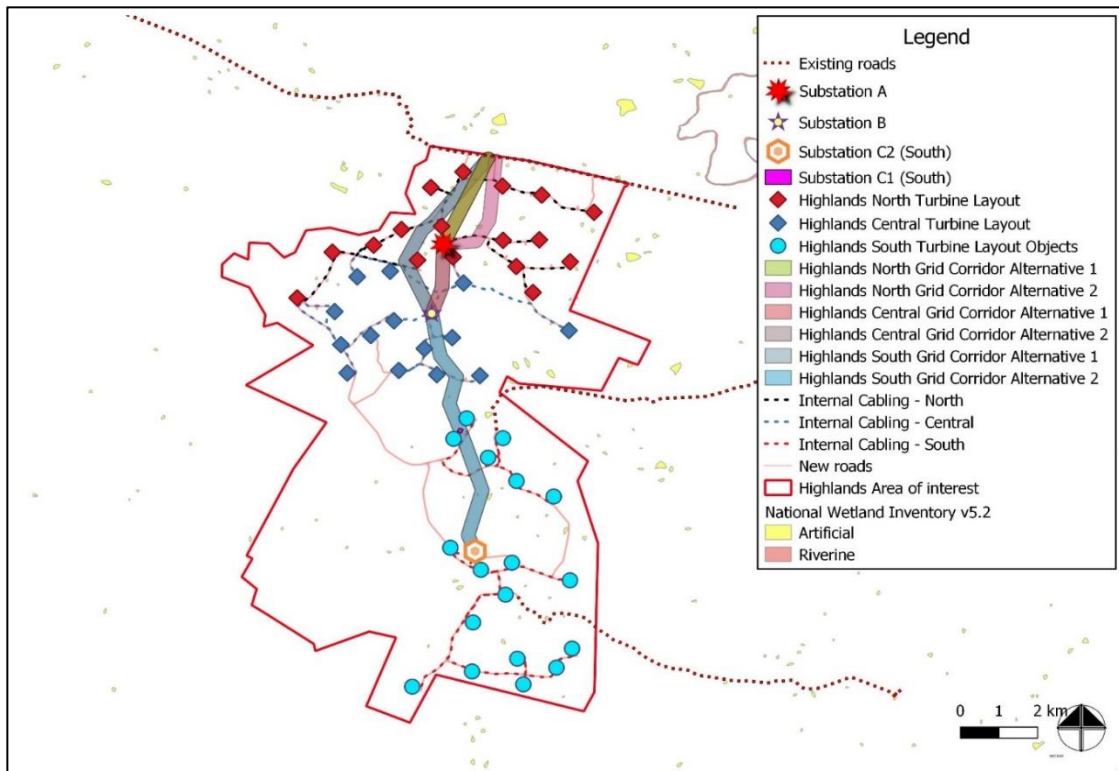 Legend
Existing roads
Substation A
Substation B
Substation C2 (South)
Substation C1 (South)
Highlands North Turbine Layout
Highlands Central Turbine Layout
Highlands South Turbine Layout Objects
Highlands North Grid Corridor Alternative 1
Highlands North Grid Corridor Alternative 2
Highlands Central Grid Corridor Alternative 1
Highlands Central Grid Corridor Alternative 2
Highlands South Grid Corridor Alternative 1
Highlands South Grid Corridor Alternative 2
Internal Cabling - North
Internal Cabling - Central
Internal Cabling - South
New roads
Highlands Area of interest
National Wetland Inventory v5.2
Artificial
Riverine
0 1 2 km